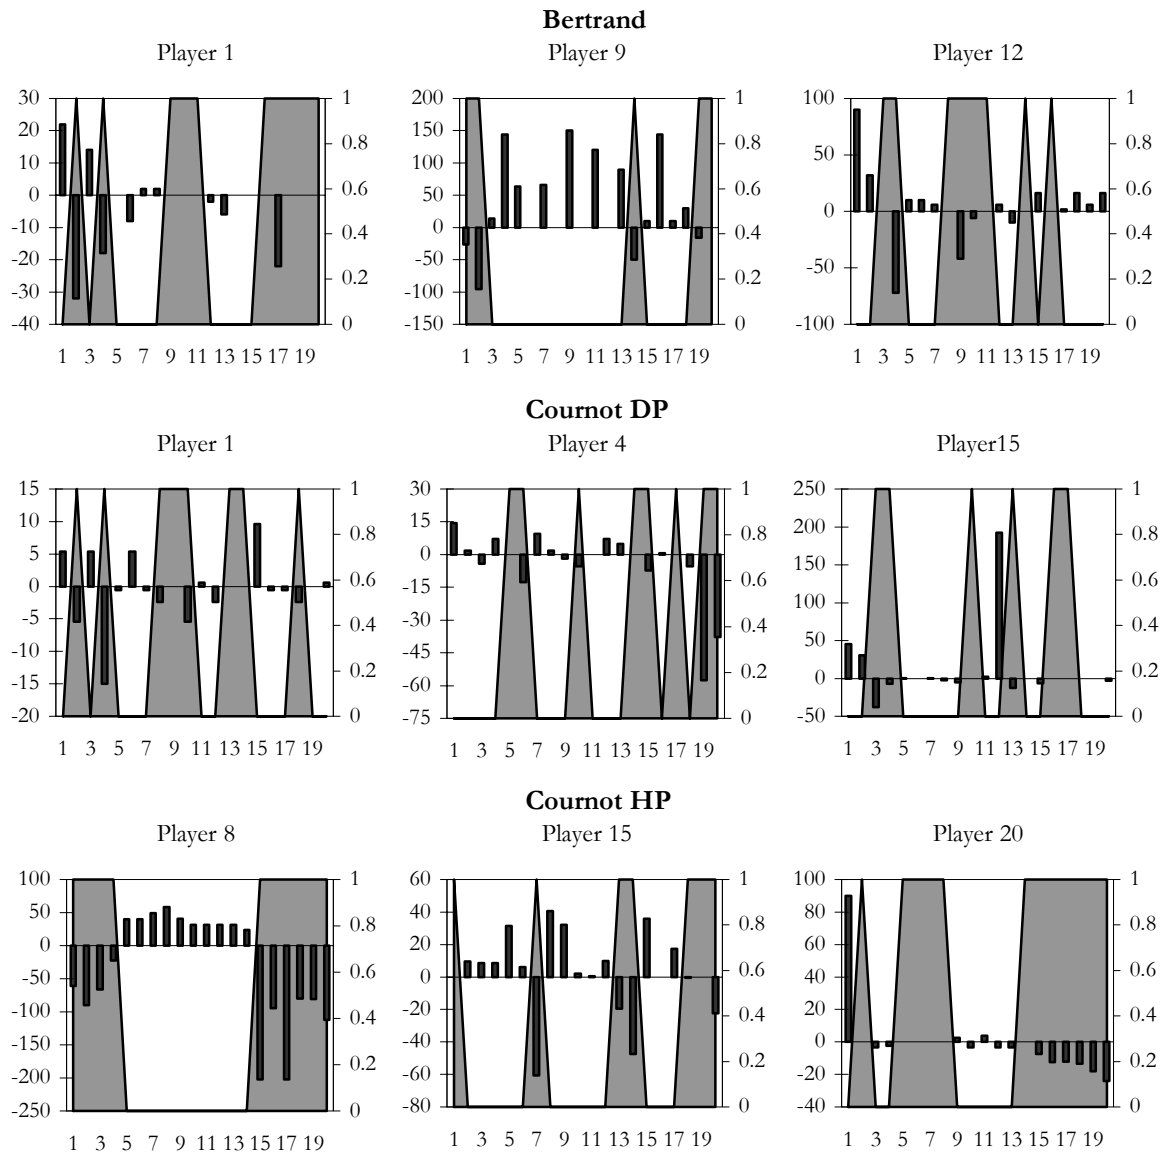 Bertrand
Player 1 Player 9 Player 12
30 1 200 1 100 1
20 0.8 150 0.8 50 0.8
10 100
0 0.6 50 0.6 0 0.6
-10 0.4 0 0.4 0.4
-20 -50 -50
-30 0.2 -100 0.2 0.2
-40 0 -150 0 -100 0
1 3 5 7 9 11 13 15 17 19 1 3 5 7 9 11 13 15 17 19 1 3 5 7 9 11 13 15 17 19
Cournot DP
Player 1 Player 4 Player15
15 1 30 1 250 1
10 0.8 15 0.8 200 0.8
5 0 150
0 0.6 -15 0.6 0.6
-5 0.4 -30 0.4 100 0.4
-10 -45 50
-15 0.2 -60 0.2 0 0.2
-20 0 -75 0 -50 0
1 3 5 7 9 11 13 15 17 19 1 3 5 7 9 11 13 15 17 19 1 3 5 7 9 11 13 15 17 19
Cournot HP
Player 8 Player 15 Player 20
100 1 60 1 100 1
50 0.8 40 0.8 80 0.8
0 20 60
-50 0.6 0 0.6 40 0.6
-100 0.4 -20 0.4 20 0.4
-150 -40 0
-200 0.2 -60 0.2 -20 0.2
-250 0 -80 0 -40 0
1 3 5 7 9 11 13 15 17 19 1 3 5 7 9 11 13 15 17 19 1 3 5 7 9 11 13 15 17 19